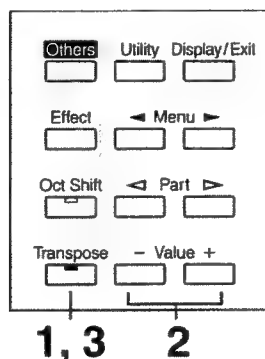 Others Utility Display/Exit
Effect ◄ Menu ►
Oct Shift ◁ Part ▷
Transpose − Value +
1, 3 2